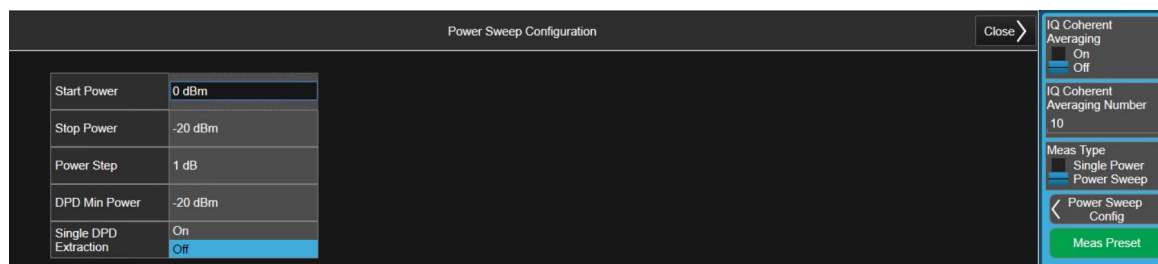 Power Sweep Configuration
Close
Start Power
0 dBm
Stop Power
-20 dBm
Power Step
1 dB
DPD Min Power
-20 dBm
Single DPD
Extraction
On
Off
IQ Coherent
Averaging
On
Off
IQ Coherent
Averaging Number
10
Meas Type
Single Power
Power Sweep
Power Sweep
Config
Meas Preset